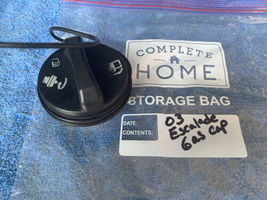 COMPLETE
HOME
STORAGE BAG
DATE:
CONTENTS:
03
Escalade
Gas cap